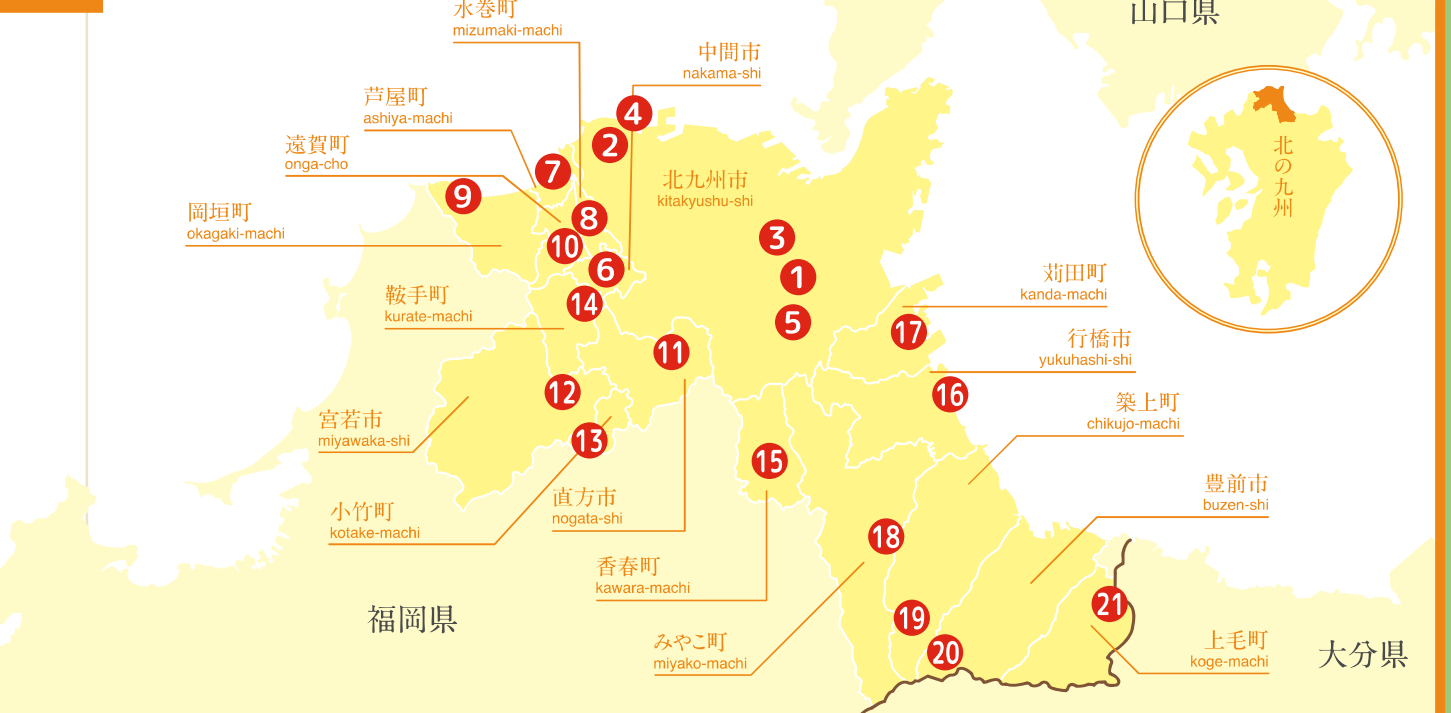 水巻町
mizumaki-machi
山口県
中間市
nakama-shi
芦屋町
ashiya-machi
4
2
遠賀町
onga-cho
7
北の九州
北九州市
kitakyushu-shi
9
岡垣町
okagaki-machi
8
3
10
6
1
苅田町
kanda-machi
鞍手町
kurate-machi
14
5
17
行橋市
yukuhashi-shi
11
12
16
築上町
chikujo-machi
宮若市
miyawaka-shi
13
15
豊前市
buzen-shi
直方市
nogata-shi
小竹町
kotake-machi
18
香春町
kawara-machi
福岡県
19
21
みやこ町
miyako-machi
20
上毛町
koge-machi
大分県